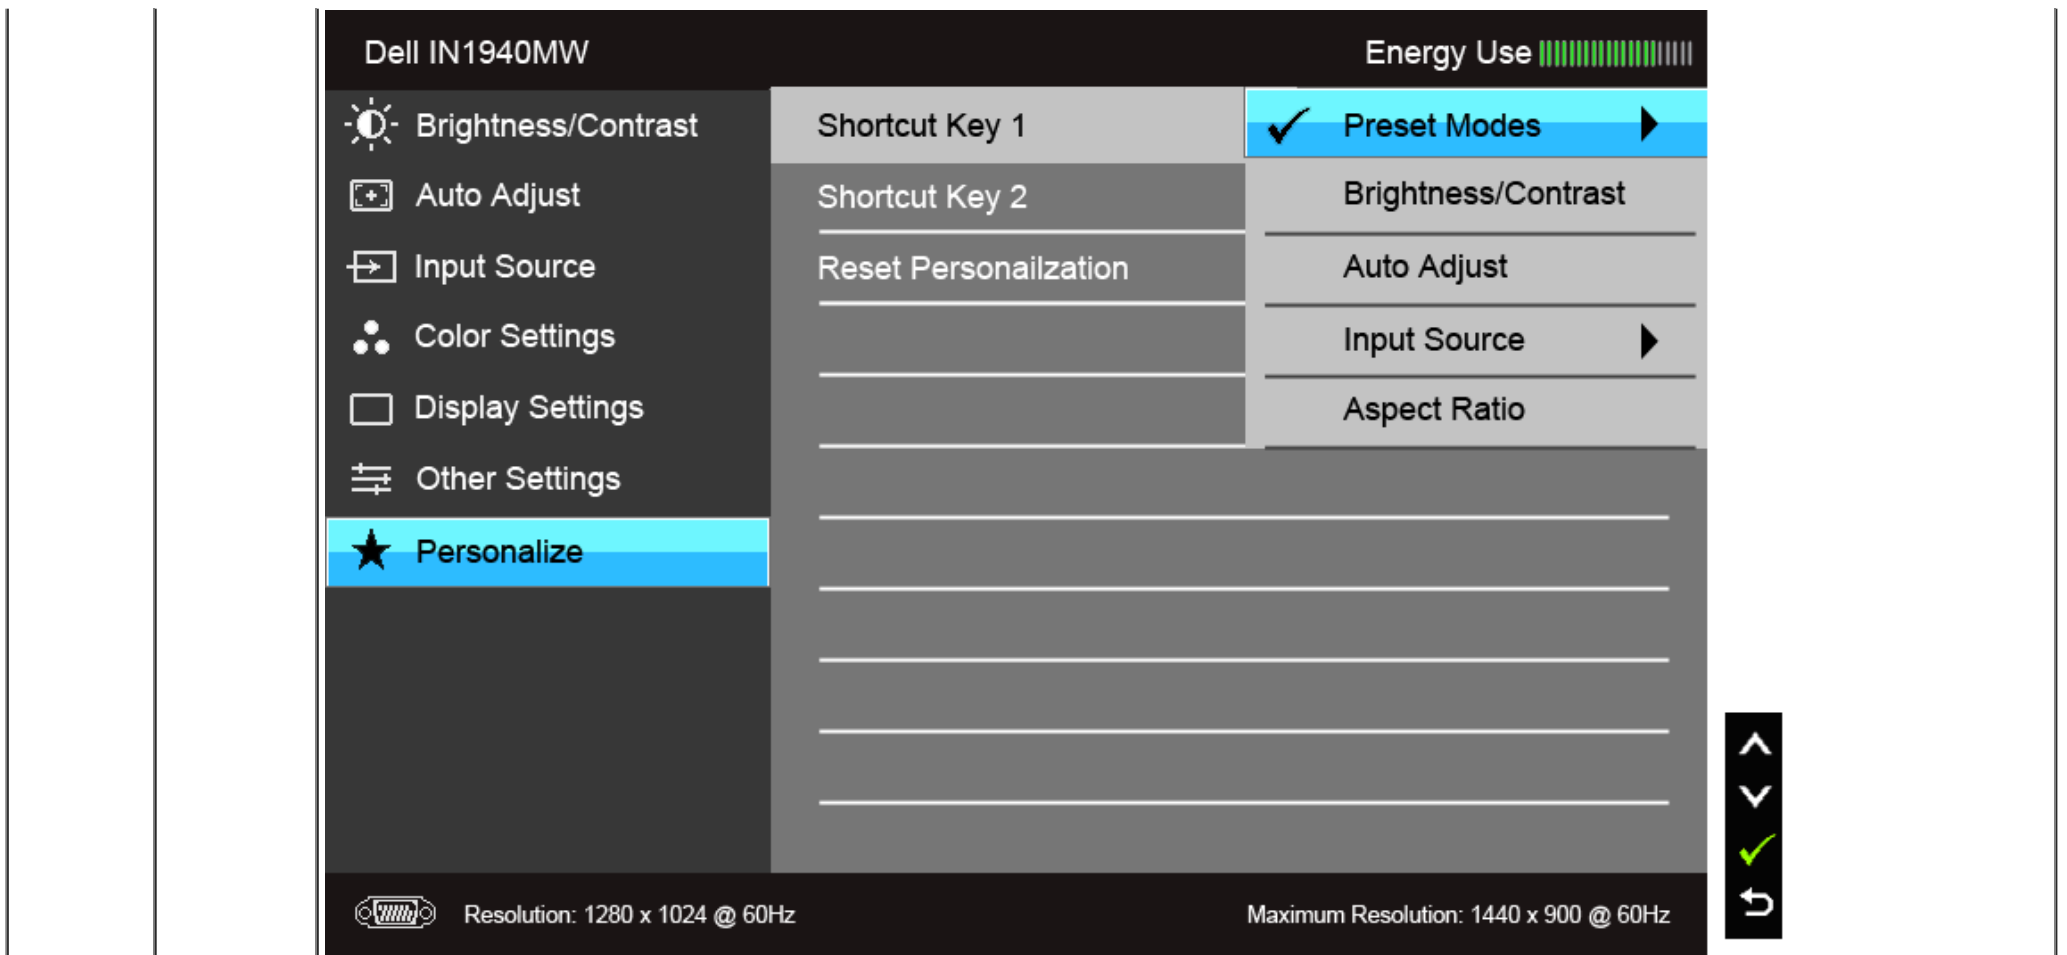 Dell IN1940MW
Energy Use
Brightness/Contrast
Auto Adjust
Input Source
Color Settings
Display Settings
Other Settings
Personalize
Shortcut Key 1
Shortcut Key 2
Reset Personailzation
Preset Modes
Brightness/Contrast
Auto Adjust
Input Source
Aspect Ratio
Resolution: 1280 x 1024 @ 60Hz
Maximum Resolution: 1440 x 900 @ 60Hz